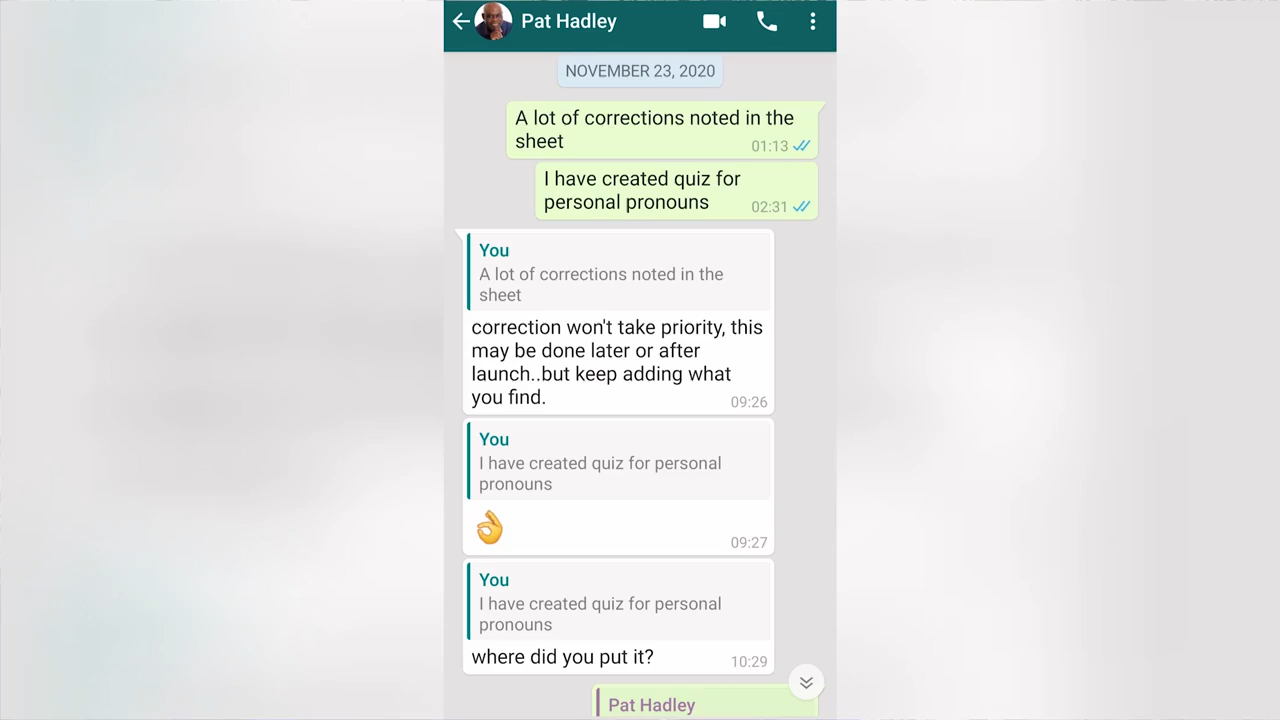 Pat Hadley
NOVEMBER 23, 2020
A lot of corrections noted in the
sheet
01:13
I have created quiz for
personal pronouns
02:31
You
A lot of corrections noted in the
sheet
correction won't take priority, this
may be done later or after
launch..but keep adding what
you find.
09:26
You
I have created quiz for personal
pronouns
👌
09:27
You
I have created quiz for personal
pronouns
where did you put it?
10:29
Pat Hadley